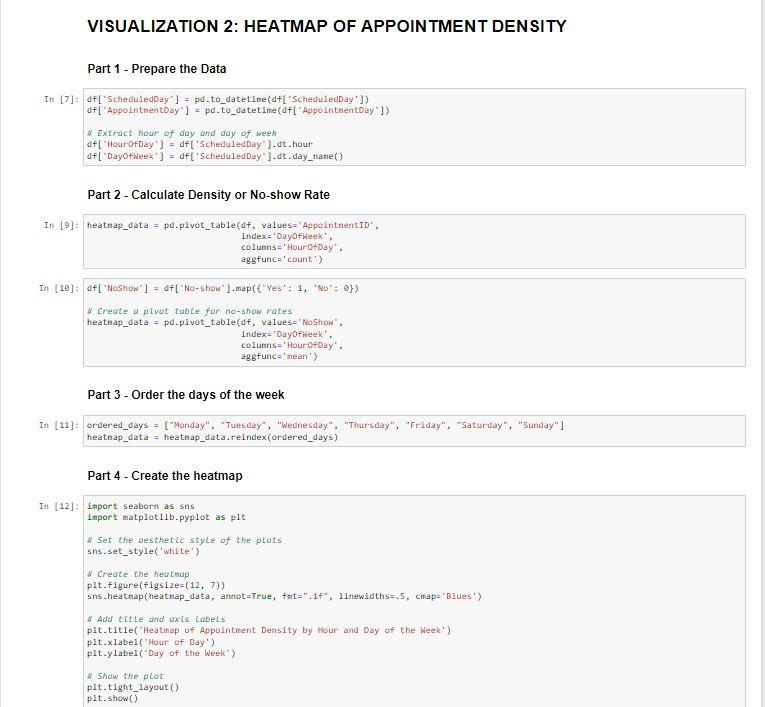 VISUALIZATION 2: HEATMAP OF APPOINTMENT DENSITY
Part 1 - Prepare the Data
In [7]: df['ScheduledDay'] = pd.to_datetime(df['ScheduledDay'])
df['AppointmentDay'] = pd.to_datetime(df['AppointmentDay'])
# Extract hour of day and day of week
df['HourOfDay'] = df['ScheduledDay'].dt.hour
df['DayOfWeek'] = df['ScheduledDay'].dt.day_name()
Part 2 - Calculate Density or No-show Rate
In [9]: heatmap_data = pd.pivot_table(df, values='AppointmentID',
index='DayOfWeek',
columns='HourOfDay',
aggfunc='count')
In [10]: df['NoShow'] = df['No-show'].map({'Yes': 1, 'No': 0})
# Create a pivot table for no-show rates
heatmap_data = pd.pivot_table(df, values='NoShow',
index='DayOfWeek',
columns='HourOfDay',
aggfunc='mean')
Part 3 - Order the days of the week
In [11]: ordered_days = ["Monday", "Tuesday", "Wednesday", "Thursday", "Friday", "Saturday", "Sunday"]
heatmap_data = heatmap_data.reindex(ordered_days)
Part 4 - Create the heatmap
In [12]: import seaborn as sns
import matplotlib.pyplot as plt
# Set the aesthetic style of the plots
sns.set_style('white')
# Create the heatmap
plt.figure(figsize=(12, 7))
sns.heatmap(heatmap_data, annot=True, fmt=".1f", linewidths=.5, cmap='Blues')
# Add title and axis labels
plt.title('Heatmap of Appointment Density by Hour and Day of the Week')
plt.xlabel('Hour of Day')
plt.ylabel('Day of the Week')
# Show the plot
plt.tight_layout()
plt.show()